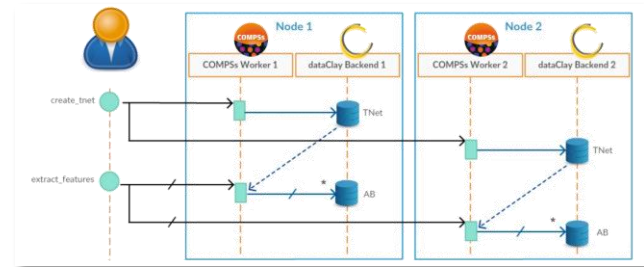 Node 1
Node 2
COMPSs
COMPSs
COMPSs Worker 1
dataClay Backend 1
COMPSs Worker 2
dataClay Backend 2
create_tnet
TNet
TNet
extract_features
*
AB
*
AB